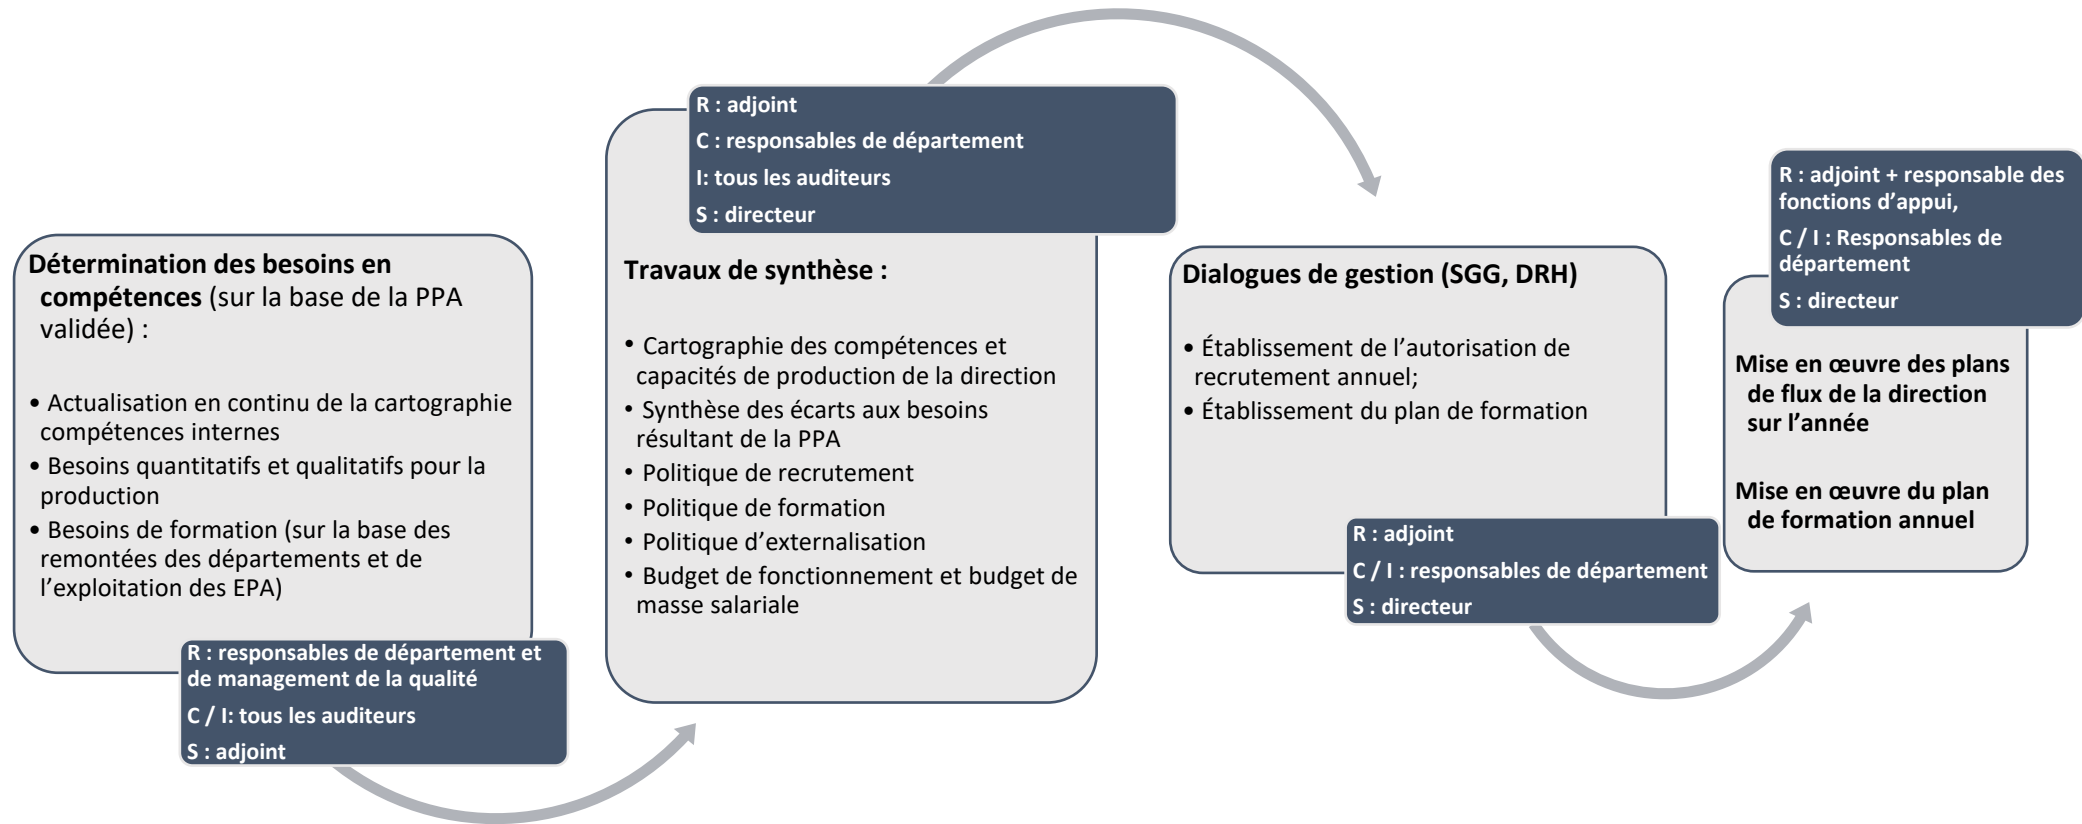 Détermination des besoins en
compétences (sur la base de la PPA
validée) :
• Actualisation en continu de la cartographie
compétences internes
• Besoins quantitatifs et qualitatifs pour la
production
• Besoins de formation (sur la base des
remontées des départements et de
l’exploitation des EPA)
R : responsables de département et
de management de la qualité
C / I: tous les auditeurs
S : adjoint
R : adjoint
C : responsables de département
I: tous les auditeurs
S : directeur
Travaux de synthèse :
• Cartographie des compétences et
capacités de production de la direction
• Synthèse des écarts aux besoins
résultant de la PPA
• Politique de recrutement
• Politique de formation
• Politique d’externalisation
• Budget de fonctionnement et budget de
masse salariale
Dialogues de gestion (SGG, DRH)
• Établissement de l’autorisation de
recrutement annuel;
• Établissement du plan de formation
R : adjoint
C / I : responsables de département
S : directeur
R : adjoint + responsable des
fonctions d’appui,
C / I : Responsables de
département
S : directeur
Mise en œuvre des plans
de flux de la direction
sur l’année
Mise en œuvre du plan
de formation annuel